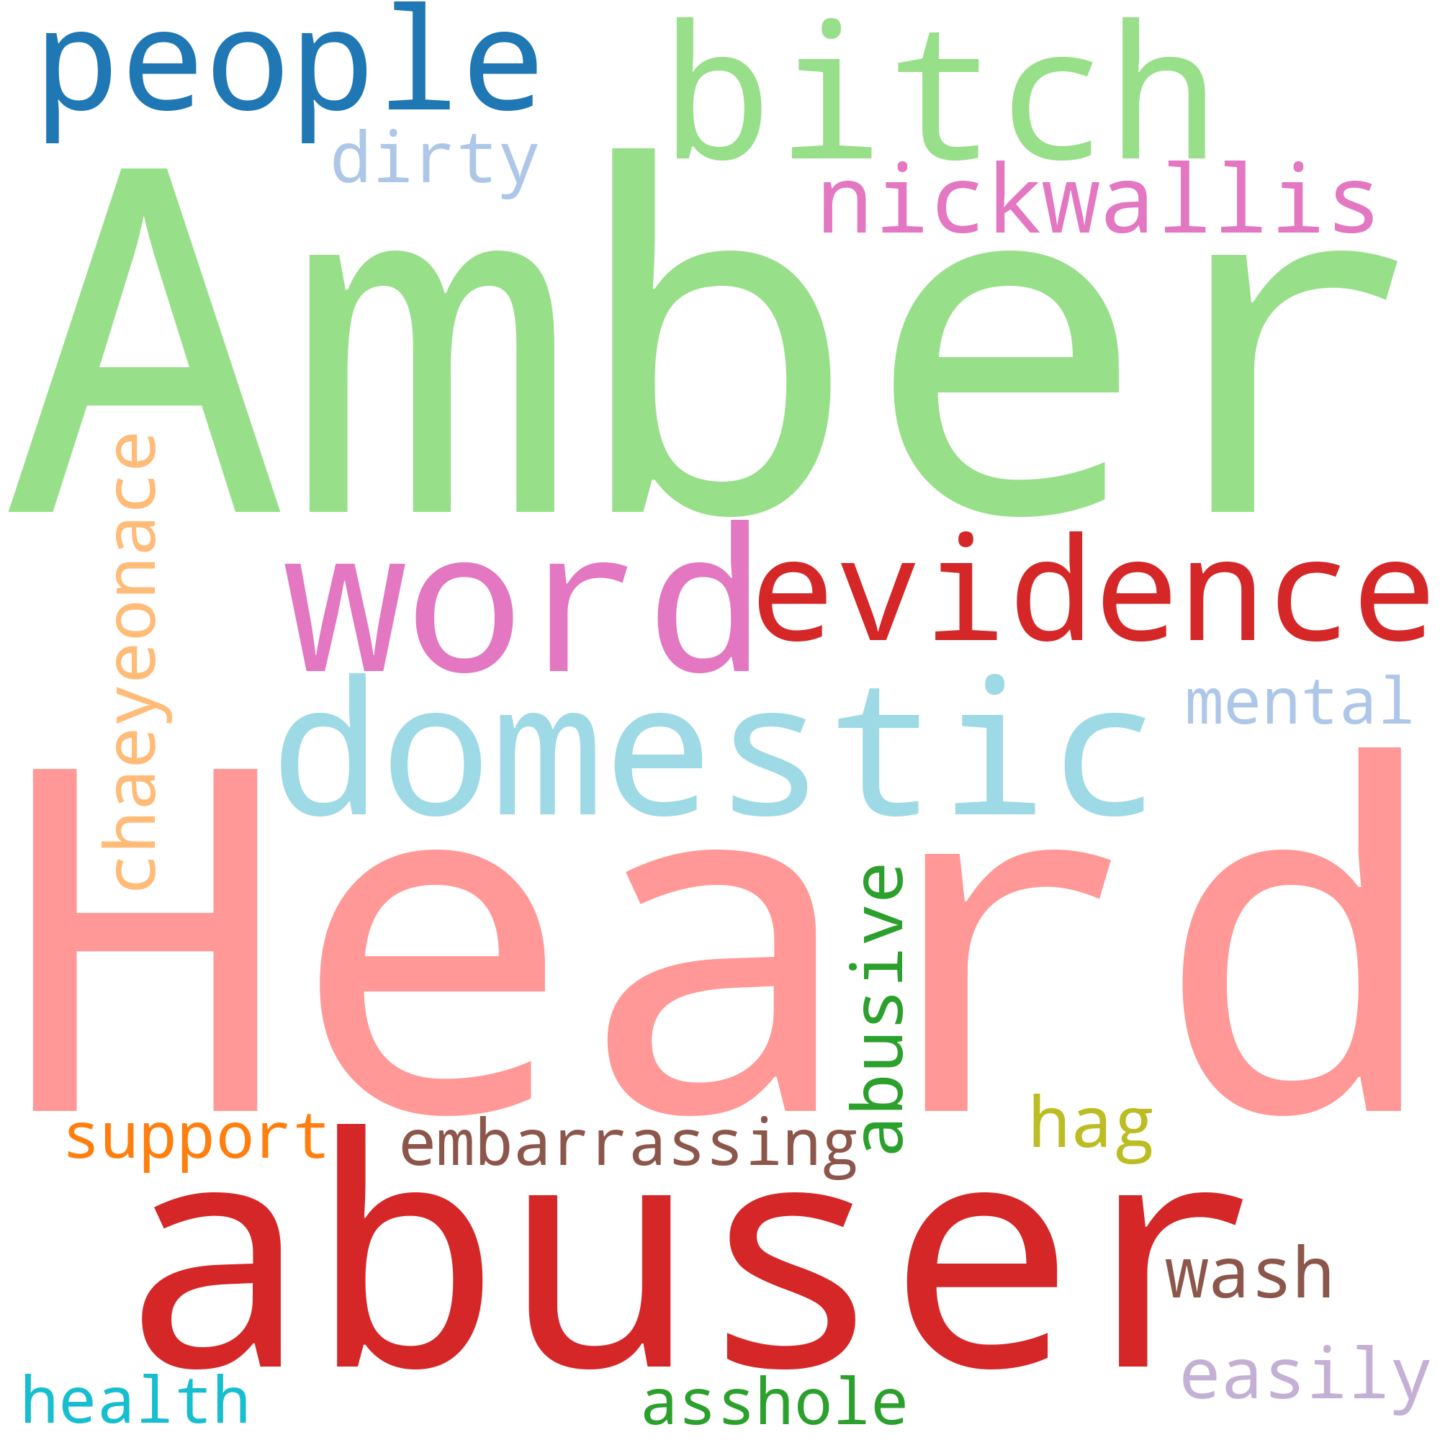 people
bitch
dirty
nickwallis
Amber
chaeyeonace
word
evidence
domestic
mental
Heard
abusive
support
embarrassing
hag
abuser
wash
health
asshole
easily